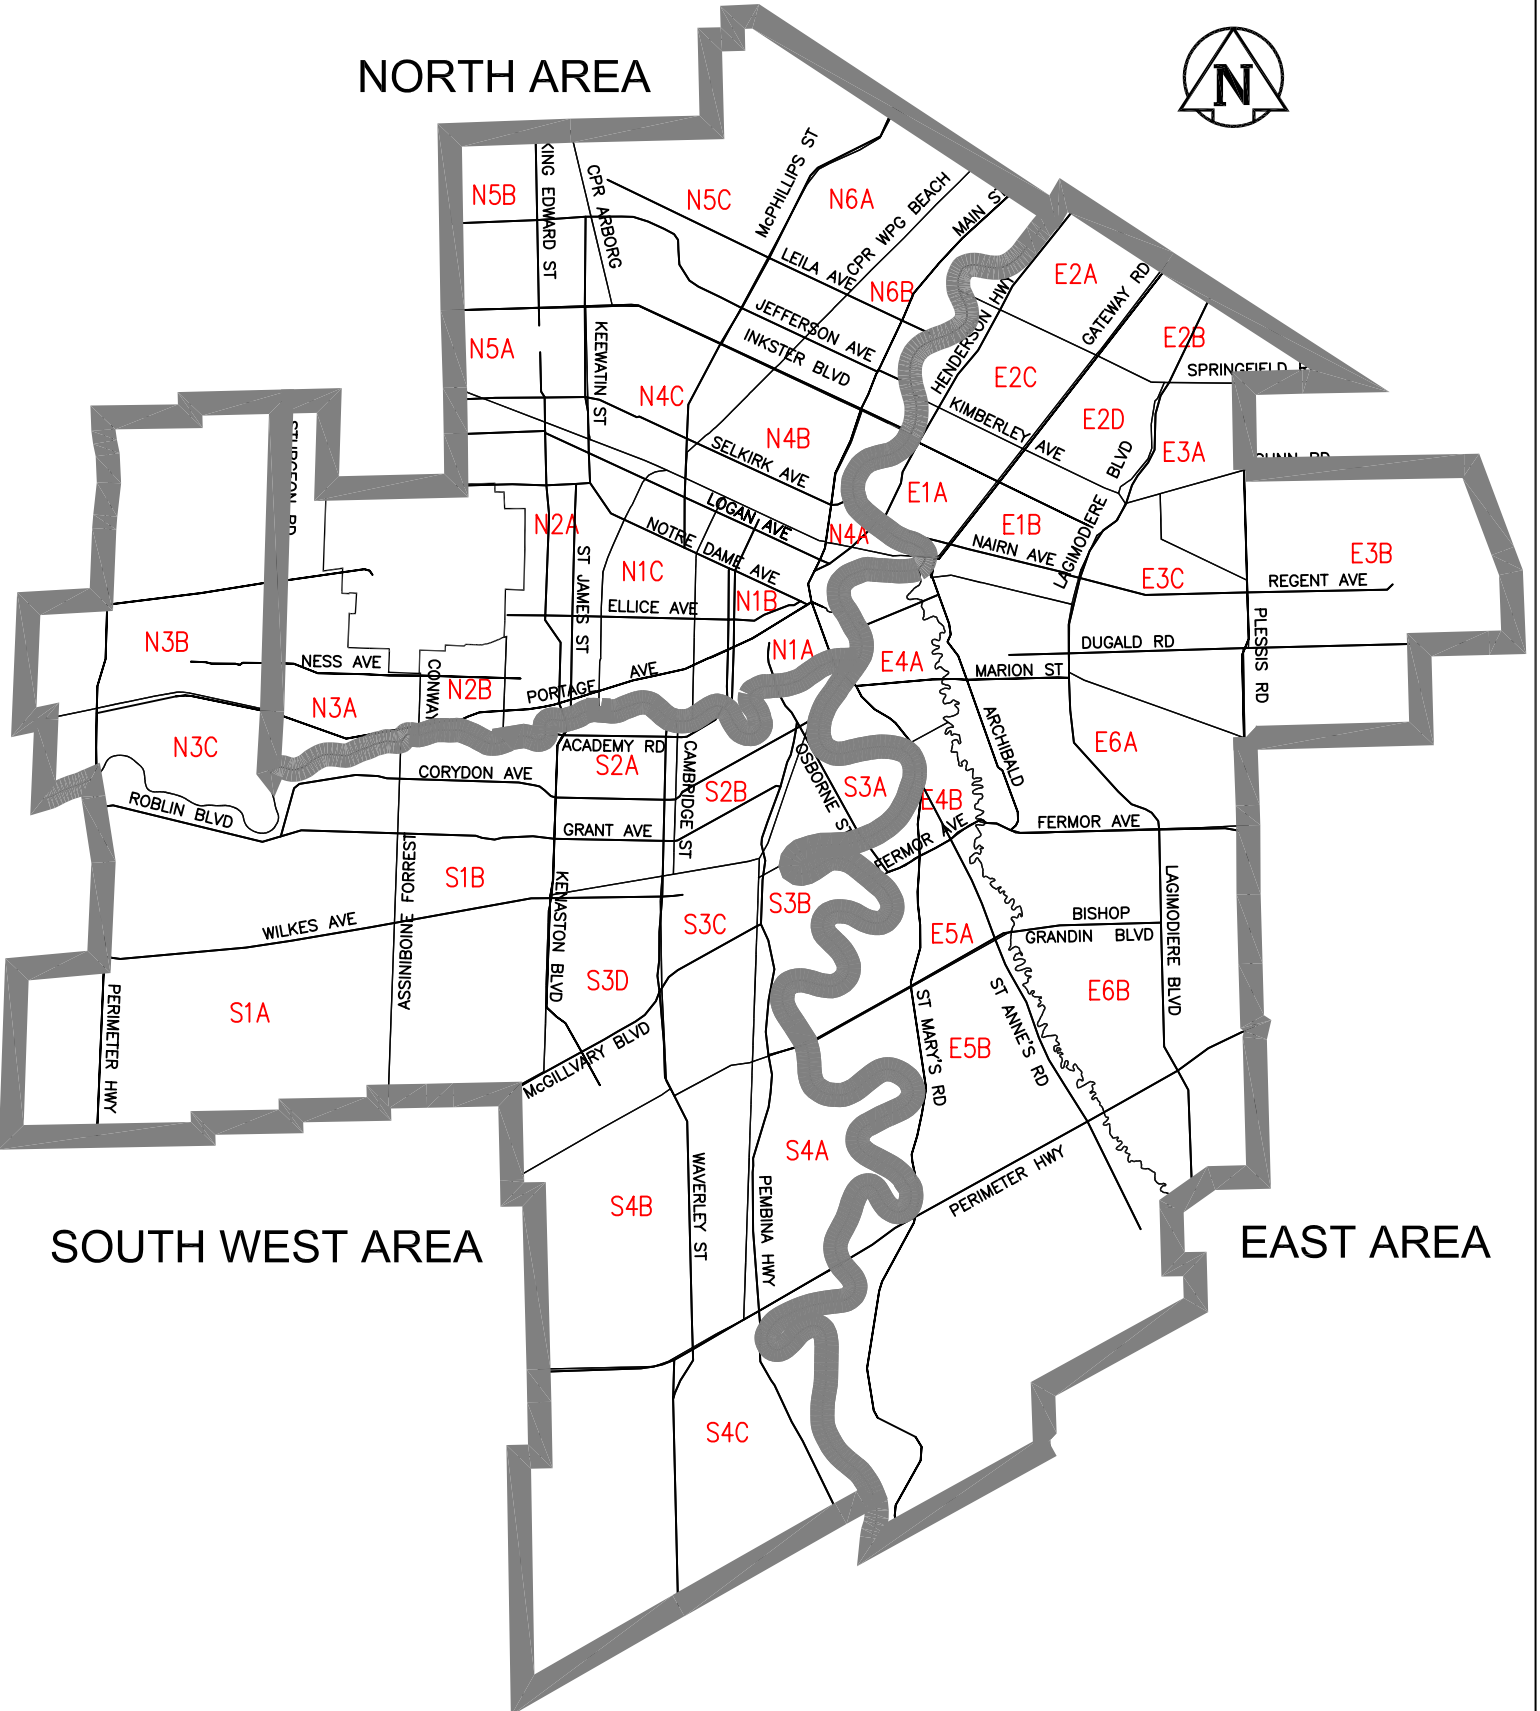 NORTH AREA
N
McPHILLIPS ST
KING EDWARD ST
CPR ARBORG
N5B
N5C
N6A
CPR WPG BEACH
MAIN ST
LEILA AVE
N6B
E2A
GATEWAY RD
HENDERSON HWY
JEFFERSON AVE
INKSTER BLVD
N5A
KEEWATIN ST
E2B
SPRINGFIELD
E2C
N4C
KIMBERLEY AVE
E2D
N4B
SELKIRK AVE
E3A
BLVD
LAGIMODIERE
E1A
LOGAN AVE
N2A
NOTRE DAME AVE
N4A
E1B
NAIRN AVE
E3B
ST JAMES ST
N1C
E3C
REGENT AVE
N1B
ELLICE AVE
PLESSIS RD
N3B
NESS AVE
DUGALD RD
N1A
E4A
MARION ST
CONWAY
N2B
PORTAGE AVE
N3A
ARCHIBALD
N3C
ACADEMY RD
E6A
CORYDON AVE
S2A
CAMBRIDGE ST
S2B
OSBORNE ST
S3A
E4B
ROBLIN BLVD
GRANT AVE
FERMOR AVE
FERMOR AVE
S1B
ASSINIBOINE FORREST
KENASTON BLVD
LAGIMODIERE BLVD
WILKES AVE
S3C
S3B
E5A
BISHOP
GRANDIN BLVD
S3D
E6B
S1A
PERIMETER HWY
ST MARY'S RD
ST ANNE'S RD
McGILLVARY BLVD
E5B
S4A
WAVERLEY ST
PEMBINA HWY
PERIMETER HWY
S4B
SOUTH WEST AREA
EAST AREA
S4C